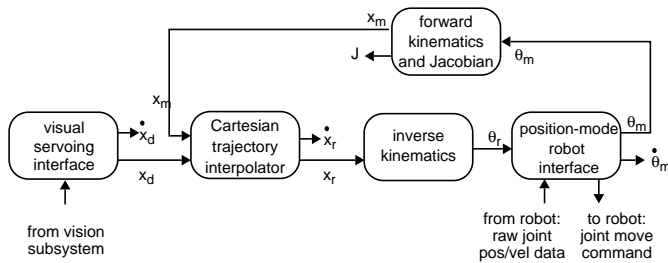 x_m
forward
kinematics
and Jacobian
J
θ_m
x_m
visual
servoing
interface
ẋ_d
x_d
Cartesian
trajectory
interpolator
ẋ_r
x_r
inverse
kinematics
θ_r
position-mode
robot
interface
θ_m
θ̇_m
from vision
subsystem
from robot:
raw joint
pos/vel data
to robot:
joint move
command